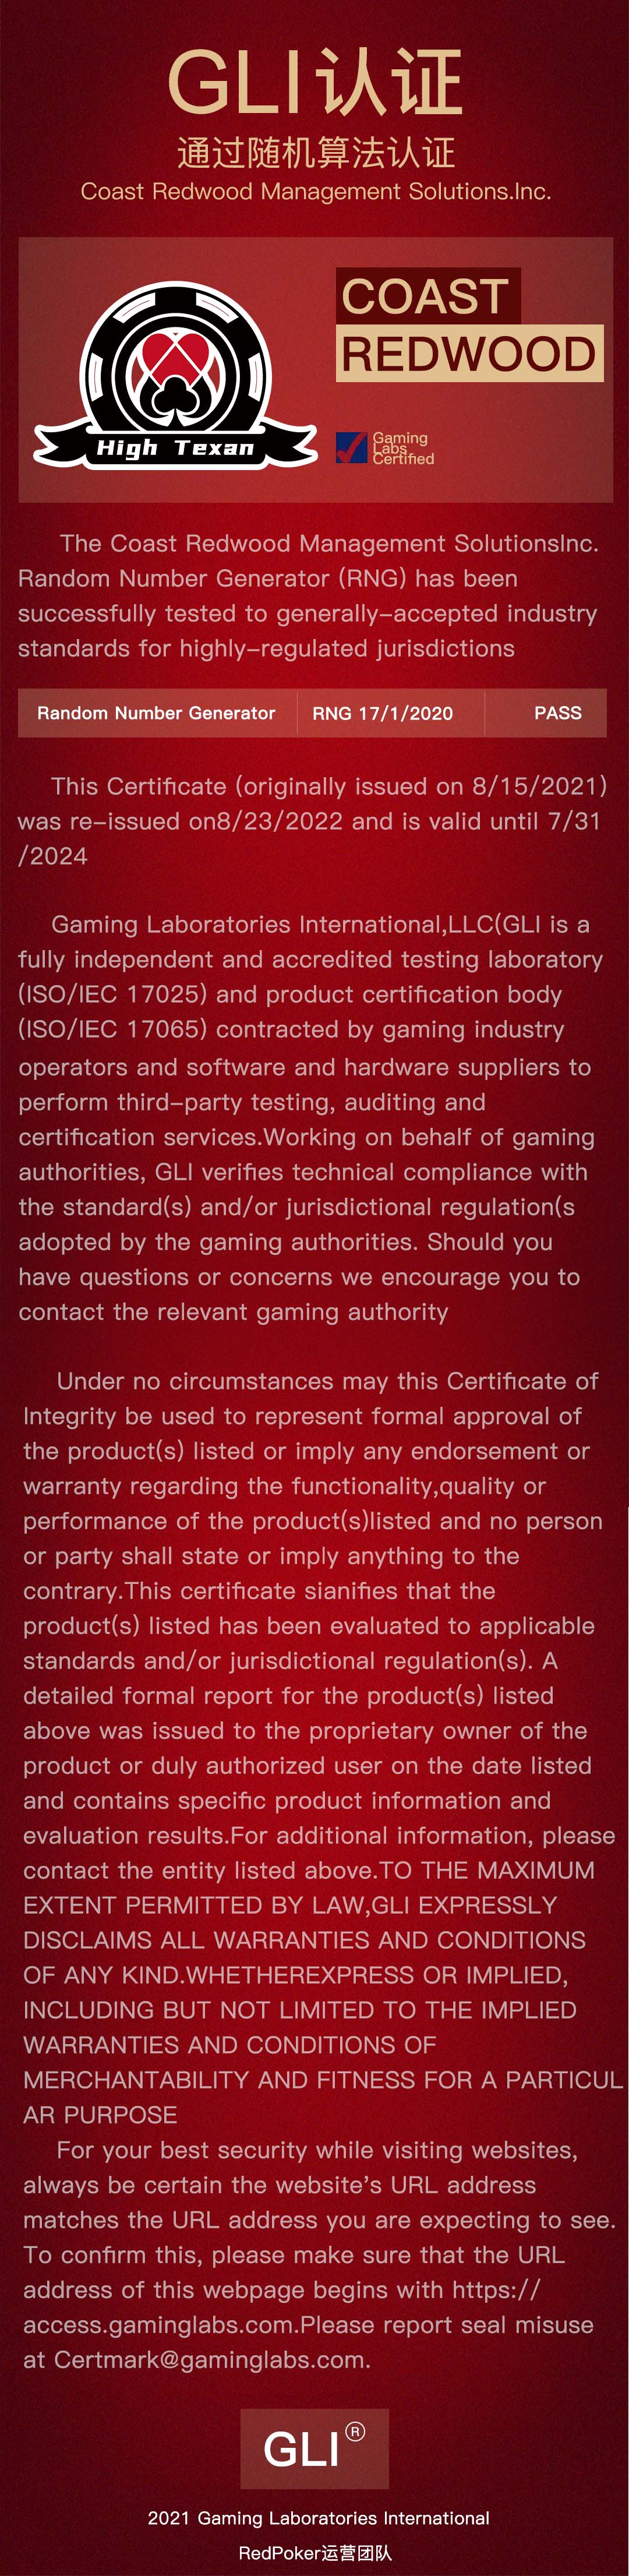 GLI认证
通过随机算法认证
Coast Redwood Management Solutions.Inc.
High Texan
COAST
REDWOOD
Gaming
Labs
Certified
The Coast Redwood Management SolutionsInc.
Random Number Generator (RNG) has been
successfully tested to generally-accepted industry
standards for highly-regulated jurisdictions
Random Number Generator RNG 17/1/2020 PASS
This Certificate (originally issued on 8/15/2021)
was re-issued on8/23/2022 and is valid until 7/31
/2024
Gaming Laboratories International,LLC(GLI is a
fully independent and accredited testing laboratory
(ISO/IEC 17025) and product certification body
(ISO/IEC 17065) contracted by gaming industry
operators and software and hardware suppliers to
perform third-party testing, auditing and
certification services.Working on behalf of gaming
authorities, GLI verifies technical compliance with
the standard(s) and/or jurisdictional regulation(s
adopted by the gaming authorities. Should you
have questions or concerns we encourage you to
contact the relevant gaming authority
Under no circumstances may this Certificate of
Integrity be used to represent formal approval of
the product(s) listed or imply any endorsement or
warranty regarding the functionality,quality or
performance of the product(s)listed and no person
or party shall state or imply anything to the
contrary.This certificate sianifies that the
product(s) listed has been evaluated to applicable
standards and/or jurisdictional regulation(s). A
detailed formal report for the product(s) listed
above was issued to the proprietary owner of the
product or duly authorized user on the date listed
and contains specific product information and
evaluation results.For additional information, please
contact the entity listed above.TO THE MAXIMUM
EXTENT PERMITTED BY LAW,GLI EXPRESSLY
DISCLAIMS ALL WARRANTIES AND CONDITIONS
OF ANY KIND.WHETHEREXPRESS OR IMPLIED,
INCLUDING BUT NOT LIMITED TO THE IMPLIED
WARRANTIES AND CONDITIONS OF
MERCHANTABILITY AND FITNESS FOR A PARTICUL
AR PURPOSE
For your best security while visiting websites,
always be certain the website's URL address
matches the URL address you are expecting to see.
To confirm this, please make sure that the URL
address of this webpage begins with https://
access.gaminglabs.com.Please report seal misuse
at Certmark@gaminglabs.com.
GLI®
2021 Gaming Laboratories International
RedPoker运营团队